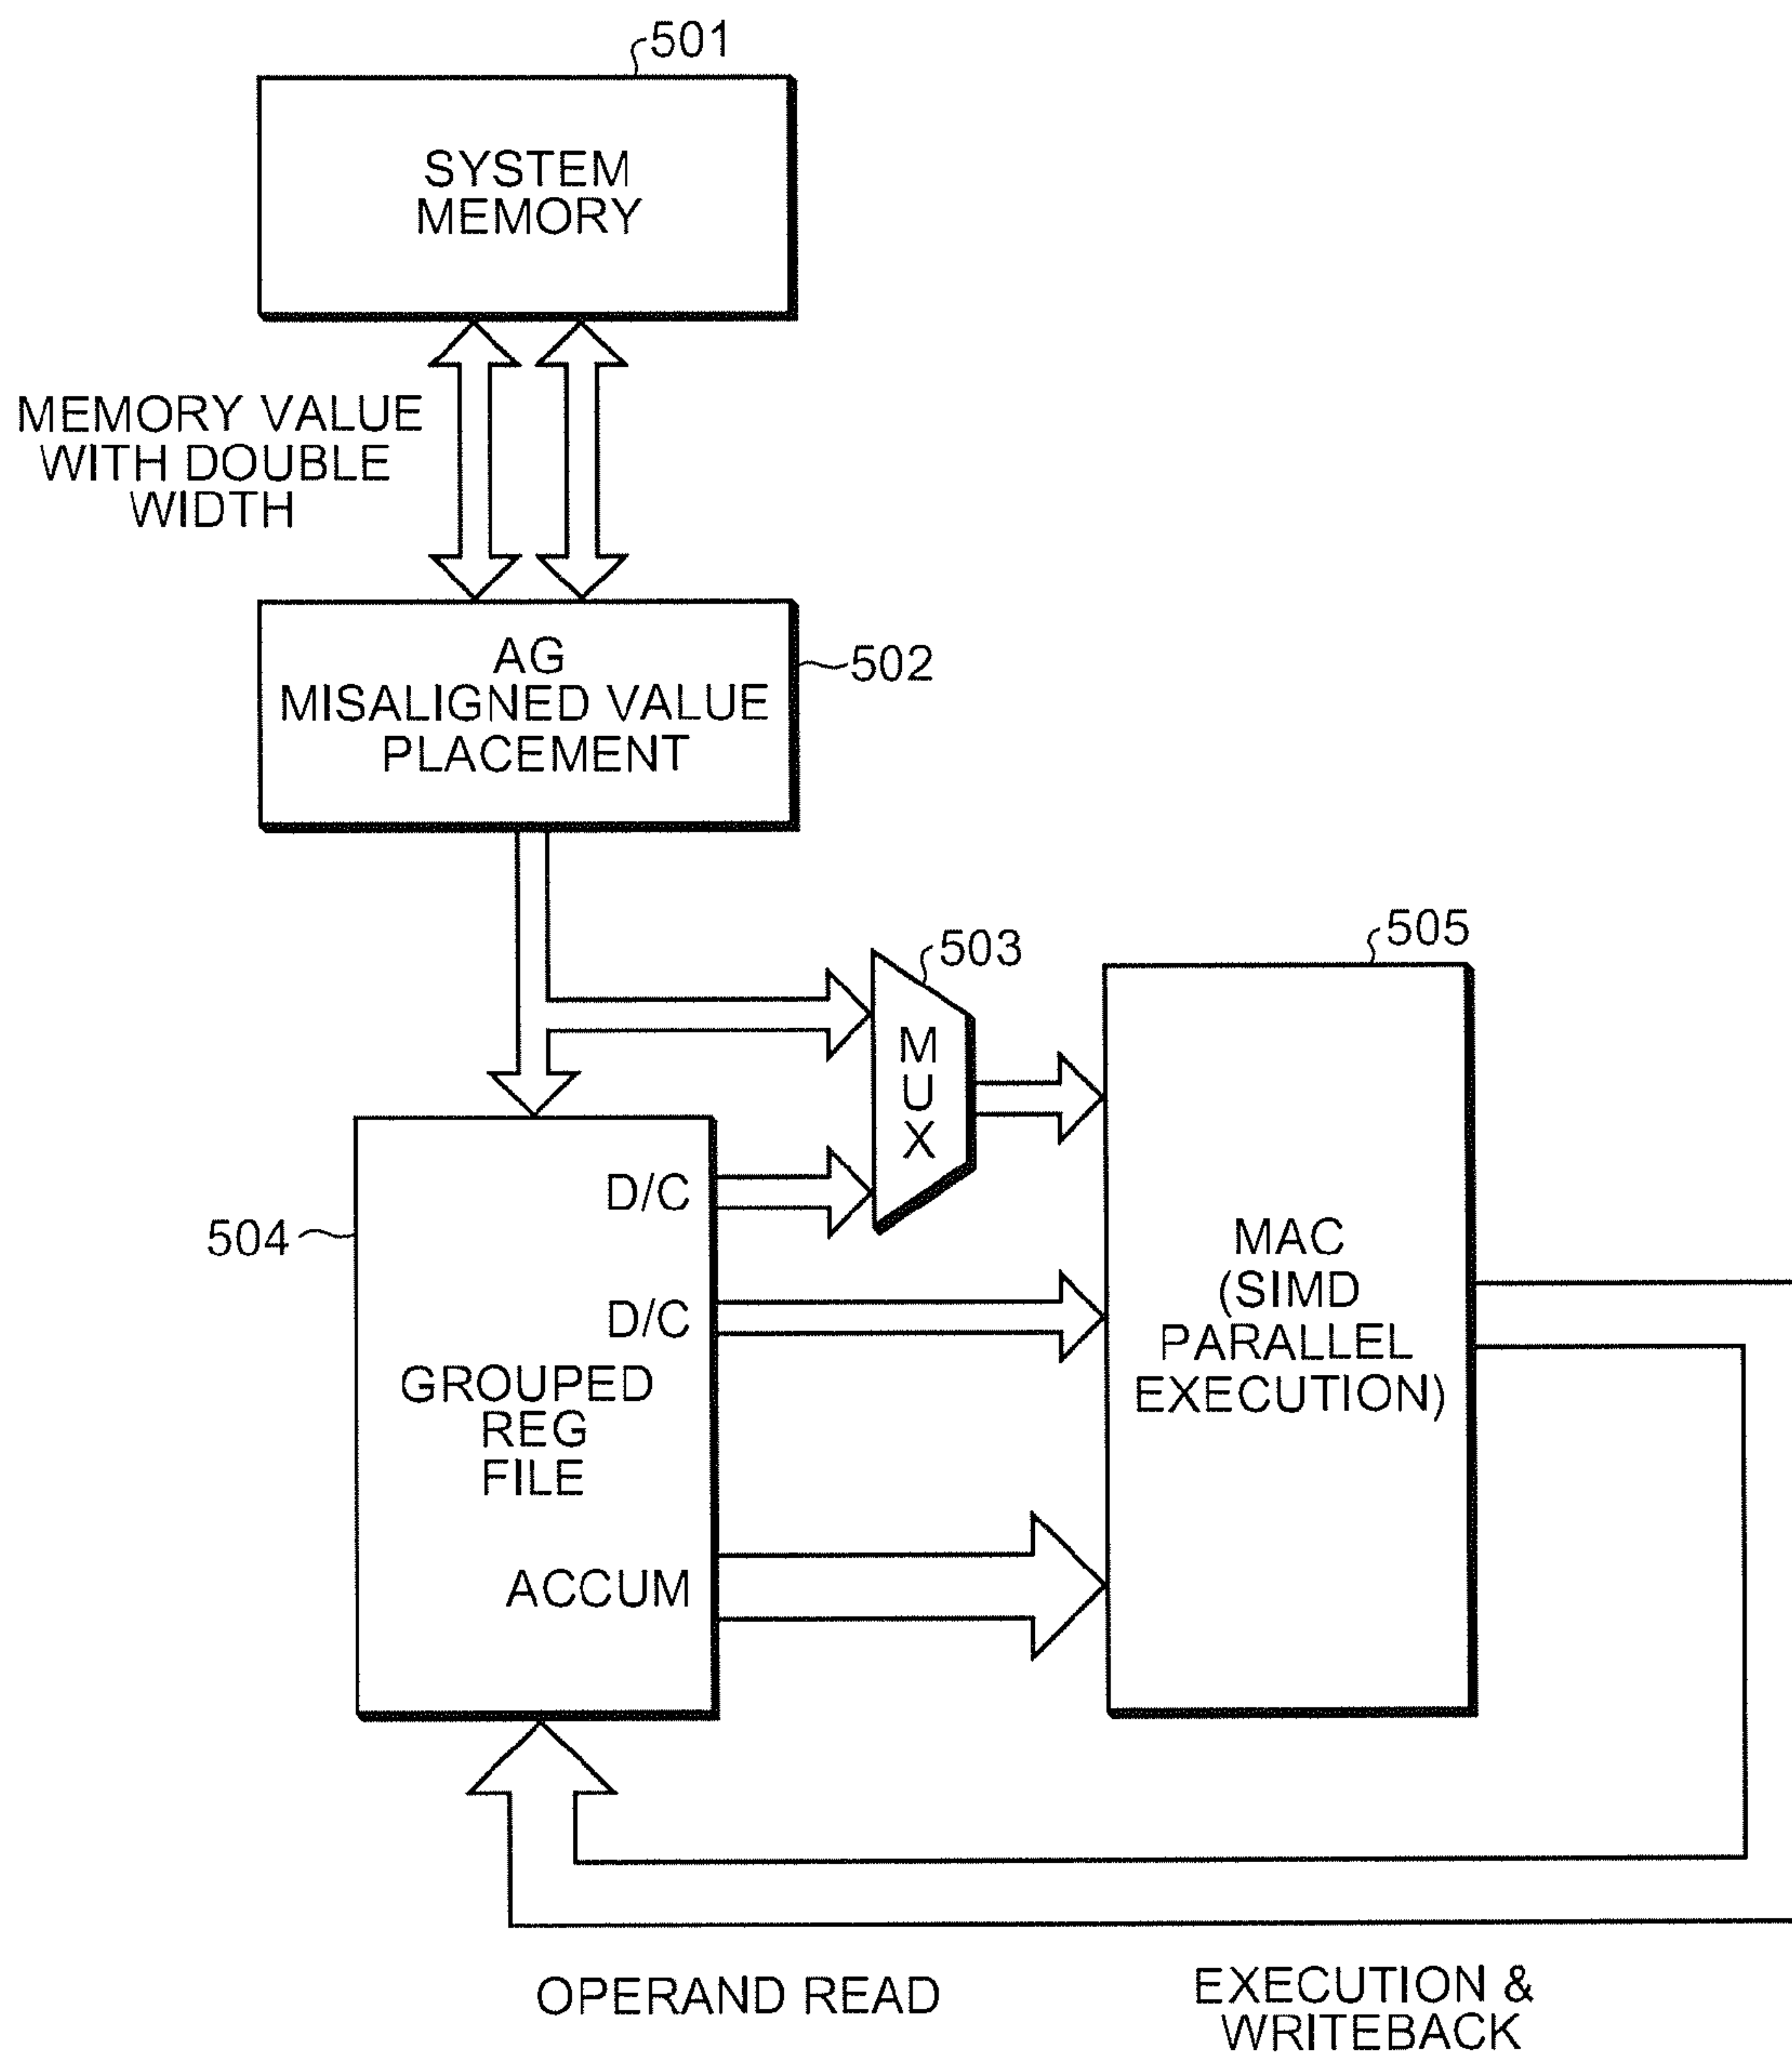 501
SYSTEM
MEMORY
MEMORY VALUE
WITH DOUBLE
WIDTH
AG
MISALIGNED VALUE
PLACEMENT
502
503
505
M
U
X
D/C
504
D/C
GROUPED
REG
FILE
ACCUM
MAC
(SIMD
PARALLEL
EXECUTION)
OPERAND READ
EXECUTION &
WRITEBACK